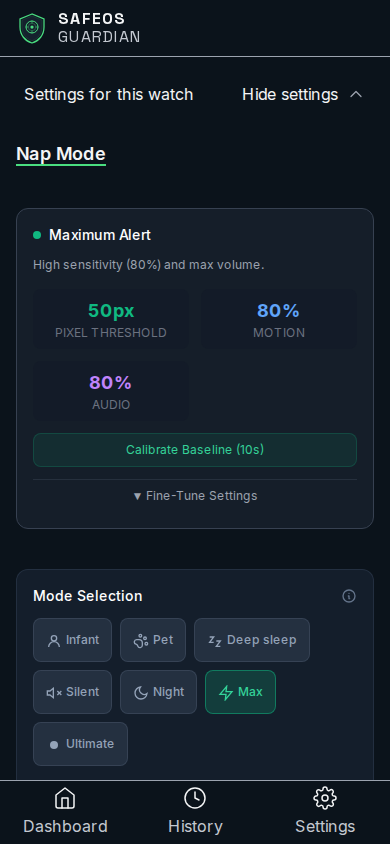 SAFEOS
GUARDIAN
Settings for this watch
Hide settings
Nap Mode
Maximum Alert
High sensitivity (80%) and max volume.
50px
PIXEL THRESHOLD
80%
MOTION
80%
AUDIO
Calibrate Baseline (10s)
▼ Fine-Tune Settings
Mode Selection
Infant
Pet
Deep sleep
Silent
Night
Max
Ultimate
Dashboard
History
Settings